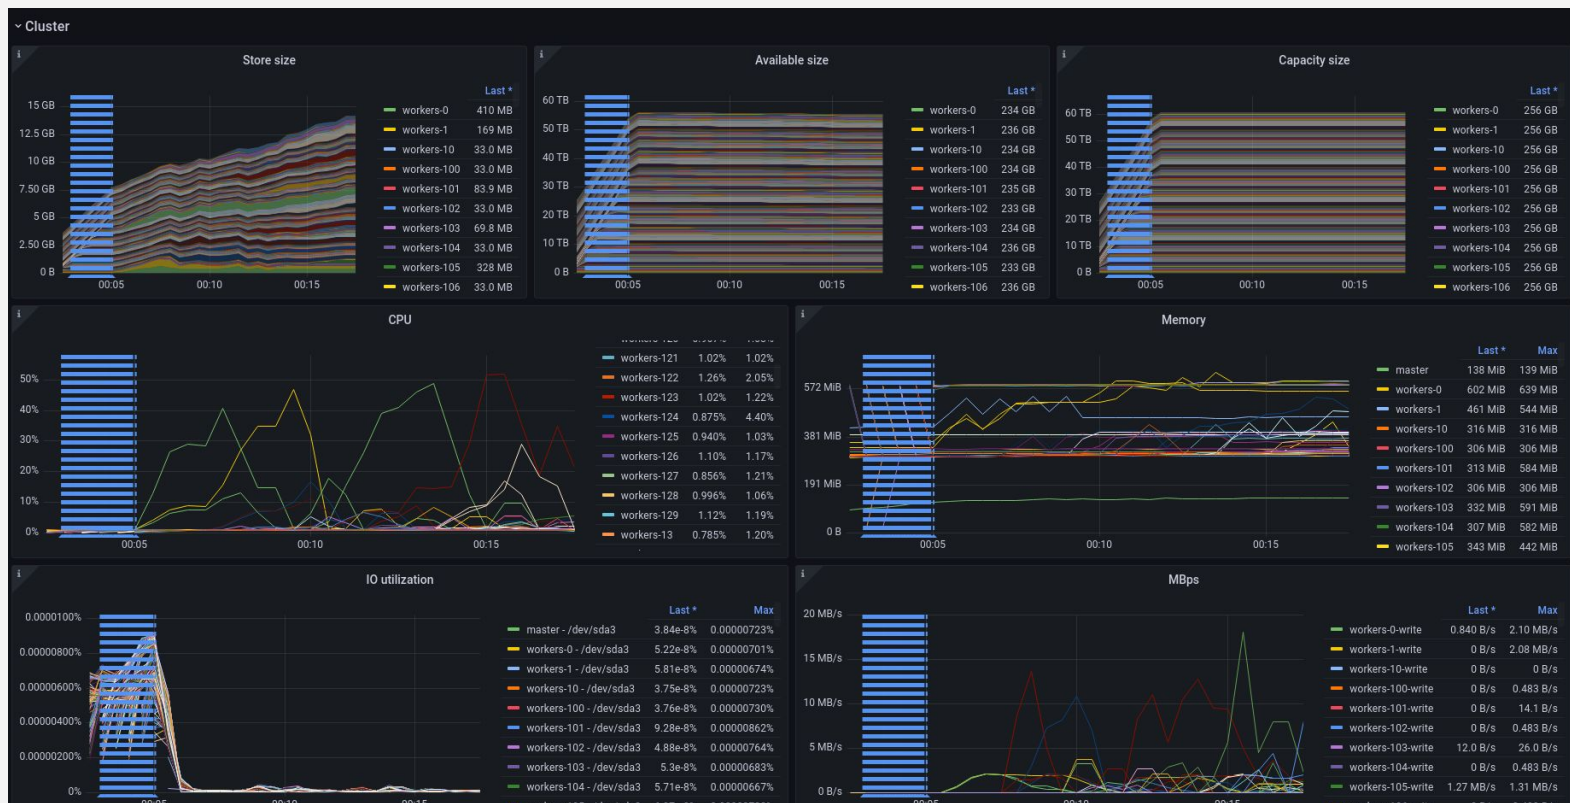 Cluster
Store size
Last *
15 GB
12.5 GB
10 GB
7.50 GB
5 GB
2.50 GB
0 B
00:05 00:10 00:15
workers-0 410 MB
workers-1 169 MB
workers-10 33.0 MB
workers-100 33.0 MB
workers-101 83.9 MB
workers-102 33.0 MB
workers-103 69.8 MB
workers-104 33.0 MB
workers-105 328 MB
workers-106 33.0 MB
Available size
Last *
60 TB
50 TB
40 TB
30 TB
20 TB
10 TB
0 B
00:05 00:10 00:15
workers-0 234 GB
workers-1 236 GB
workers-10 234 GB
workers-100 234 GB
workers-101 235 GB
workers-102 233 GB
workers-103 234 GB
workers-104 236 GB
workers-105 233 GB
workers-106 236 GB
Capacity size
Last *
60 TB
50 TB
40 TB
30 TB
20 TB
10 TB
0 B
00:05 00:10 00:15
workers-0 256 GB
workers-1 256 GB
workers-10 256 GB
workers-100 256 GB
workers-101 256 GB
workers-102 256 GB
workers-103 256 GB
workers-104 256 GB
workers-105 256 GB
workers-106 256 GB
CPU
50%
40%
30%
20%
10%
0%
00:05 00:10 00:15
workers-121 1.02% 1.02%
workers-122 1.26% 2.05%
workers-123 1.02% 1.22%
workers-124 0.875% 4.40%
workers-125 0.940% 1.03%
workers-126 1.10% 1.17%
workers-127 0.856% 1.21%
workers-128 0.996% 1.06%
workers-129 1.12% 1.19%
workers-13 0.785% 1.20%
Memory
Last * Max
572 MiB
381 MiB
191 MiB
0 B
00:05 00:10 00:15
master 138 MiB 139 MiB
workers-0 602 MiB 639 MiB
workers-1 461 MiB 544 MiB
workers-10 316 MiB 316 MiB
workers-100 306 MiB 306 MiB
workers-101 313 MiB 584 MiB
workers-102 306 MiB 306 MiB
workers-103 332 MiB 591 MiB
workers-104 307 MiB 582 MiB
workers-105 343 MiB 442 MiB
IO utilization
Last * Max
0.0000100%
0.00000800%
0.00000600%
0.00000400%
0.00000200%
0%
master - /dev/sda3 3.84e-8% 0.00000723%
workers-0 - /dev/sda3 5.22e-8% 0.00000701%
workers-1 - /dev/sda3 5.81e-8% 0.00000674%
workers-10 - /dev/sda3 3.75e-8% 0.00000723%
workers-100 - /dev/sda3 3.76e-8% 0.00000730%
workers-101 - /dev/sda3 9.28e-8% 0.00000862%
workers-102 - /dev/sda3 4.88e-8% 0.00000764%
workers-103 - /dev/sda3 5.3e-8% 0.00000683%
workers-104 - /dev/sda3 5.71e-8% 0.00000667%
MBps
Last * Max
20 MB/s
15 MB/s
10 MB/s
5 MB/s
0 B/s
workers-0-write 0.840 B/s 2.10 MB/s
workers-1-write 0 B/s 2.08 MB/s
workers-10-write 0 B/s 0 B/s
workers-100-write 0 B/s 0.483 B/s
workers-101-write 0 B/s 14.1 B/s
workers-102-write 0 B/s 0.483 B/s
workers-103-write 12.0 B/s 26.0 B/s
workers-104-write 0 B/s 0.483 B/s
workers-105-write 1.27 MB/s 1.31 MB/s